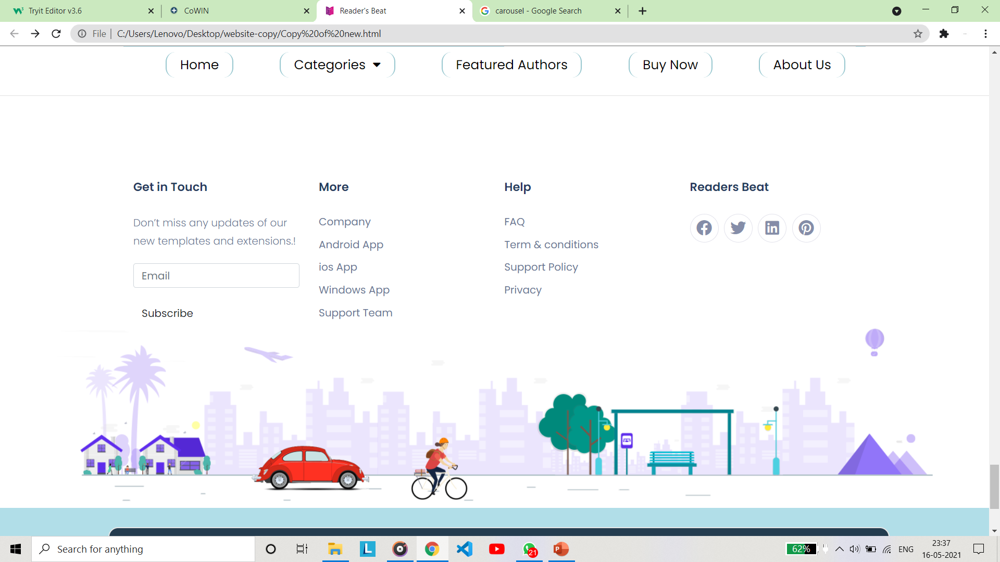 Tryit Editor v3.6
CoWIN
Reader's Beat
carousel - Google Search
File
C:/Users/Lenovo/Desktop/website-copy/Copy%20of%20new.html
Home
Categories
Featured Authors
Buy Now
About Us
Get in Touch
Don’t miss any updates of our
new templates and extensions.!
Email
Subscribe
More
Company
Android App
ios App
Windows App
Support Team
Help
FAQ
Term & conditions
Support Policy
Privacy
Readers Beat
Search for anything
21
62%
ENG
23:37
16-05-2021